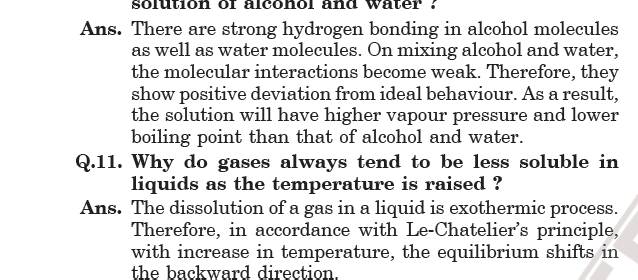 solution of alcohol and water ?
Ans. There are strong hydrogen bonding in alcohol molecules
as well as water molecules. On mixing alcohol and water,
the molecular interactions become weak. Therefore, they
show positive deviation from ideal behaviour. As a result,
the solution will have higher vapour pressure and lower
boiling point than that of alcohol and water.
Q.11. Why do gases always tend to be less soluble in
liquids as the temperature is raised ?
Ans. The dissolution of a gas in a liquid is exothermic process.
Therefore, in accordance with Le-Chatelier's principle,
with increase in temperature, the equilibrium shifts in
the backward direction.